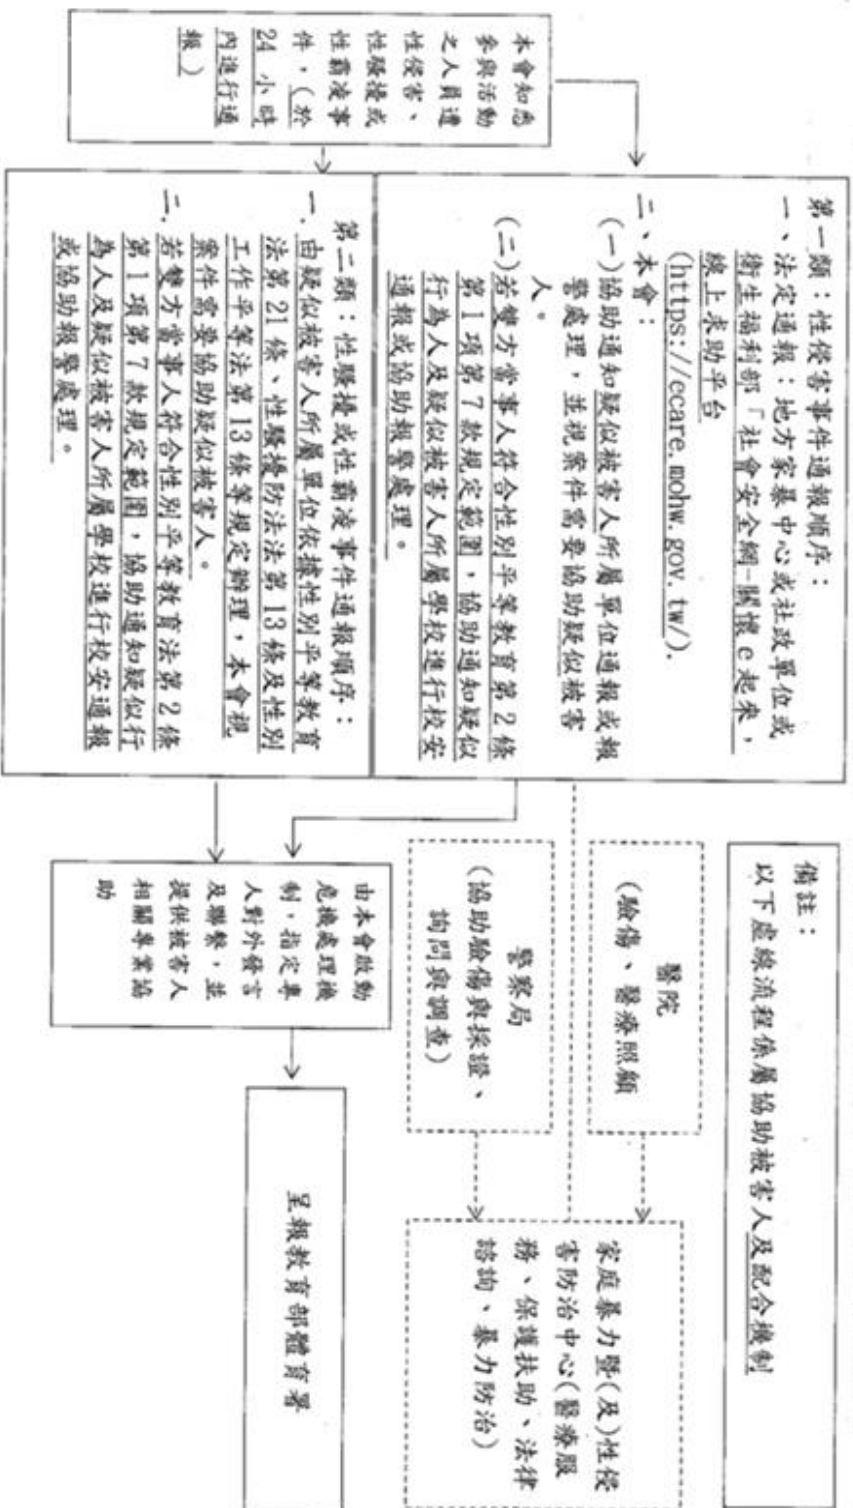 本會知悉
參與活動
之人員遭
性侵害、
性騷擾或
性霸凌事
件,(於
24 小時
內進行通
報)
第一類:性侵害事件通報順序:
一、法定通報:地方家暴中心或社政單位或
衛生福利部「社會安全網-關懷 e 起來,
線上求助平台
(https://ecare.mohw.gov.tw/).
二、本會:
(一)協助通知疑似被害人所屬單位通報或報
警處理,並視案件需要協助疑似被害
人。
(二)若雙方當事人符合性別平等教育第 2 條
第 1 項第 7 款規定範圍,協助通知疑似
行為人及疑似被害人所屬學校進行校安
通報或協助報警處理。
第二類:性騷擾或性霸凌事件通報順序:
一. 由疑似被害人所屬單位依據性別平等教育
法第 21 條、性騷擾防法法第 13 條及性別
工作平等法第 13 條等規定辦理,本會視
案件需要協助疑似被害人。
二. 若雙方當事人符合性別平等教育法第 2 條
第 1 項第 7 款規定範圍,協助通知疑似行
為人及疑似被害人所屬學校進行校安通報
或協助報警處理。
備註:
以下虛線流程係屬協助被害人及配合機制
醫院
(驗傷、醫療照顧)
警察局
(協助驗傷與採證、
詢問與調查)
家庭暴力暨(及)性侵
害防治中心(醫療服
務、保護扶助、法律
諮詢、暴力防治)
由本會啟動
危機處理機
制,指定專
人對外發言
及聯繫,並
提供被害人
相關專業協
助
呈報教育部體育署